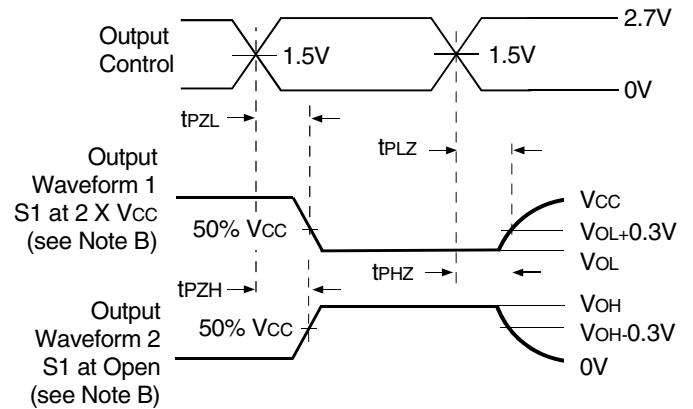 2.7V
Output
Control
1.5V
1.5V
0V
tPZL
tPLZ
Output
Waveform 1
S1 at 2 X VCC
(see Note B)
50% VCC
VCC
VOL+0.3V
VOL
tPZH
tPHZ
Output
Waveform 2
S1 at Open
(see Note B)
50% VCC
VOH
VOH-0.3V
0V